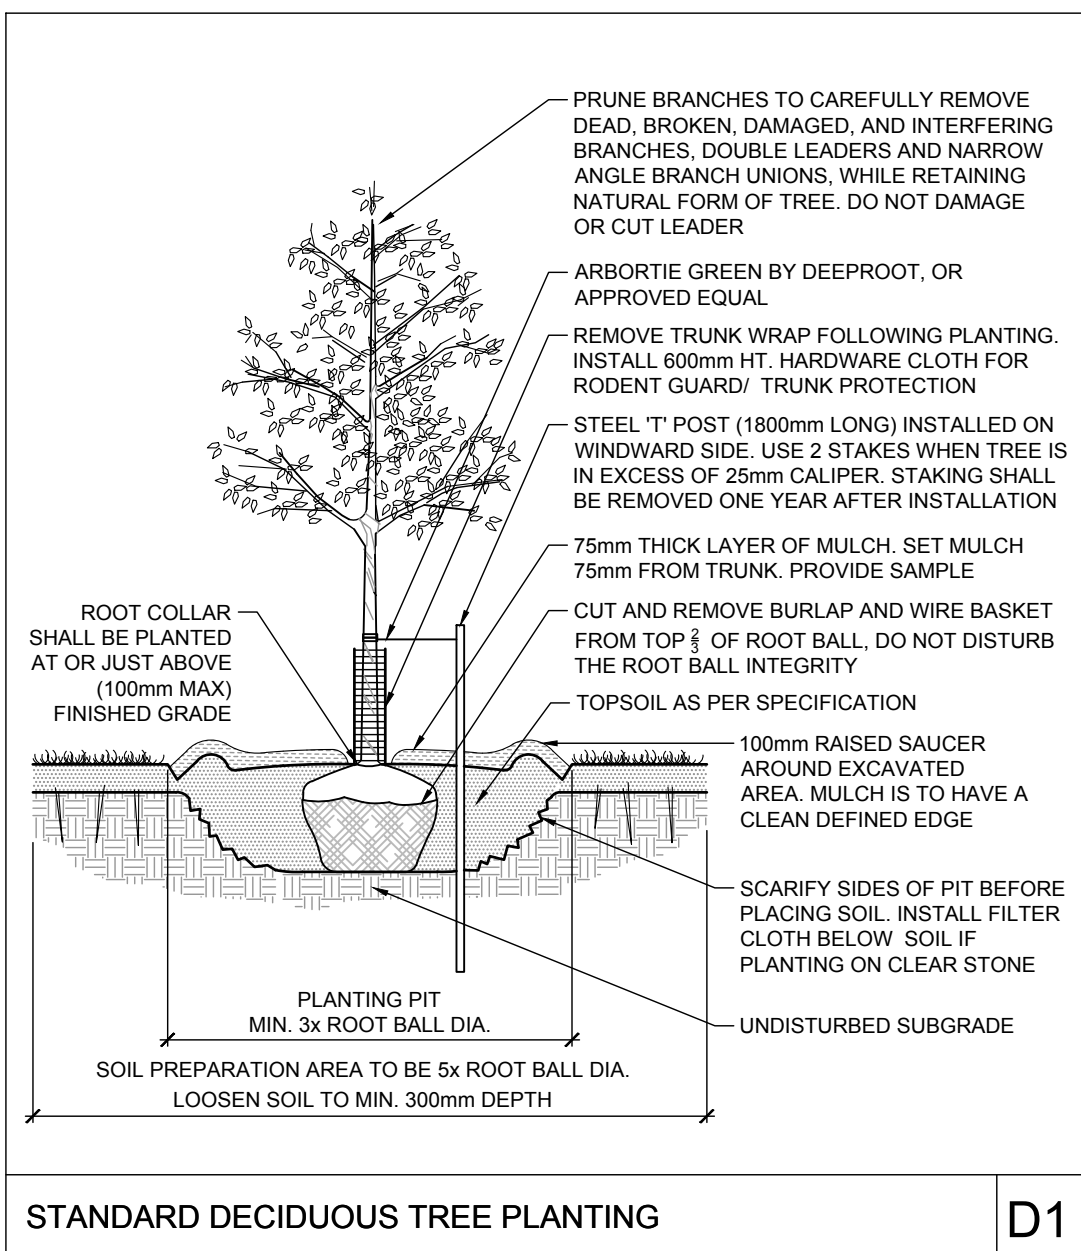 PRUNE BRANCHES TO CAREFULLY REMOVE
DEAD, BROKEN, DAMAGED, AND INTERFERING
BRANCHES, DOUBLE LEADERS AND NARROW
ANGLE BRANCH UNIONS, WHILE RETAINING
NATURAL FORM OF TREE. DO NOT DAMAGE
OR CUT LEADER
ARBORTIE GREEN BY DEEPROOT, OR
APPROVED EQUAL
REMOVE TRUNK WRAP FOLLOWING PLANTING.
INSTALL 600mm HT. HARDWARE CLOTH FOR
RODENT GUARD/ TRUNK PROTECTION
STEEL 'T' POST (1800mm LONG) INSTALLED ON
WINDWARD SIDE. USE 2 STAKES WHEN TREE IS
IN EXCESS OF 25mm CALIPER. STAKING SHALL
BE REMOVED ONE YEAR AFTER INSTALLATION
75mm THICK LAYER OF MULCH. SET MULCH
75mm FROM TRUNK. PROVIDE SAMPLE
CUT AND REMOVE BURLAP AND WIRE BASKET
FROM TOP 2/3 OF ROOT BALL, DO NOT DISTURB
THE ROOT BALL INTEGRITY
TOPSOIL AS PER SPECIFICATION
ROOT COLLAR
SHALL BE PLANTED
AT OR JUST ABOVE
(100mm MAX)
FINISHED GRADE
100mm RAISED SAUCER
AROUND EXCAVATED
AREA. MULCH IS TO HAVE A
CLEAN DEFINED EDGE
SCARIFY SIDES OF PIT BEFORE
PLACING SOIL. INSTALL FILTER
CLOTH BELOW SOIL IF
PLANTING ON CLEAR STONE
UNDISTURBED SUBGRADE
PLANTING PIT
MIN. 3x ROOT BALL DIA.
SOIL PREPARATION AREA TO BE 5x ROOT BALL DIA.
LOOSEN SOIL TO MIN. 300mm DEPTH
STANDARD DECIDUOUS TREE PLANTING
D1